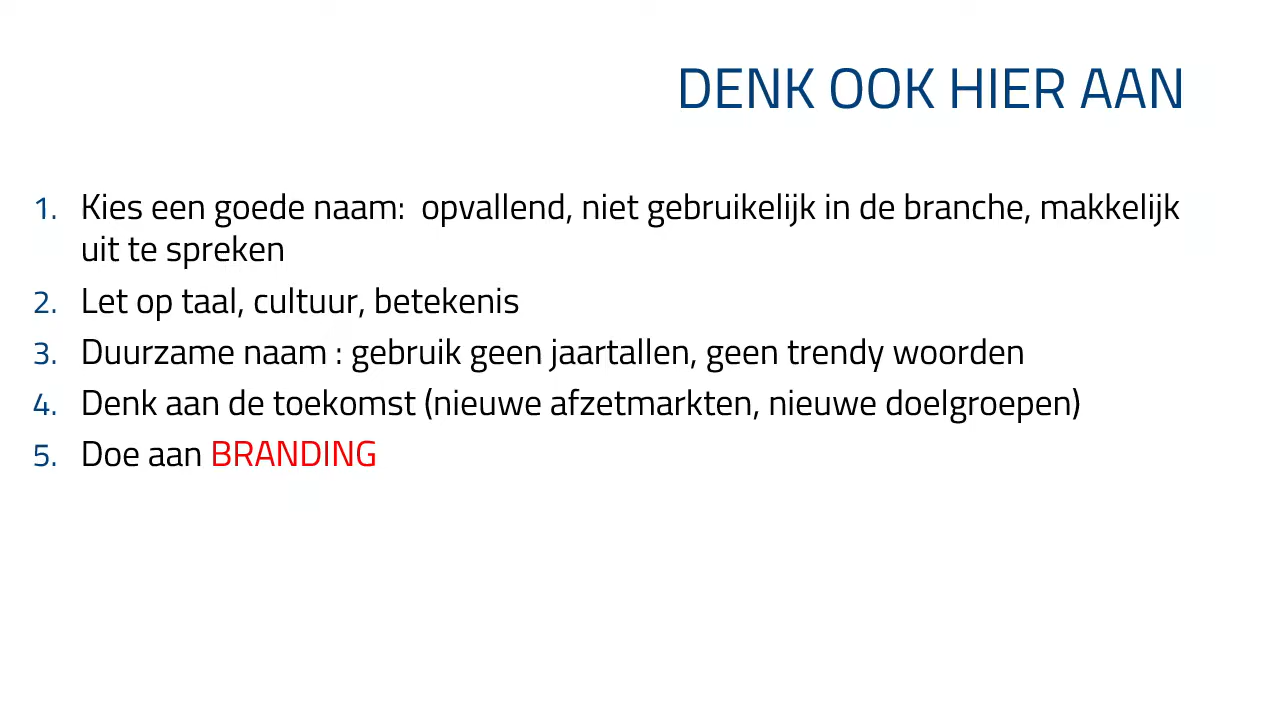 DENK OOK HIER AAN
1. Kies een goede naam:  opvallend, niet gebruikelijk in de branche, makkelijk
uit te spreken
2. Let op taal, cultuur, betekenis
3. Duurzame naam : gebruik geen jaartallen, geen trendy woorden
4. Denk aan de toekomst (nieuwe afzetmarkten, nieuwe doelgroepen)
5. Doe aan BRANDING